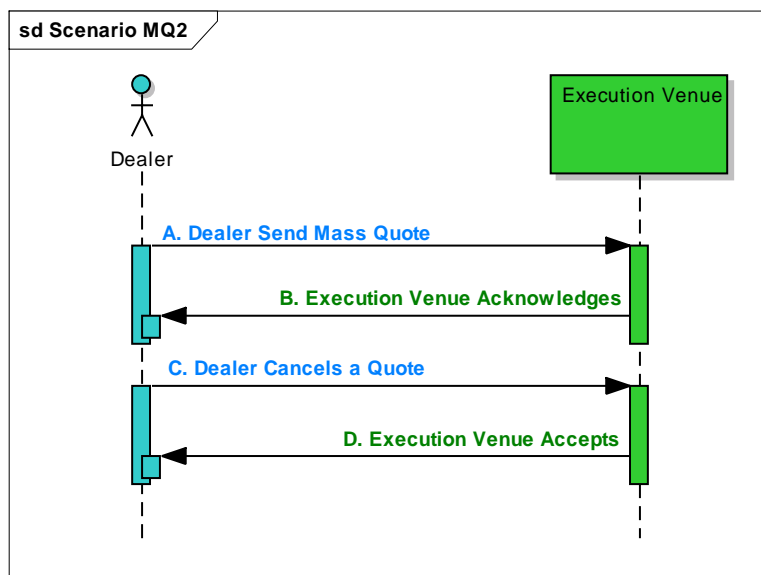 sd Scenario MQ2
Execution Venue
Dealer
A. Dealer Send Mass Quote
B. Execution Venue Acknowledges
C. Dealer Cancels a Quote
D. Execution Venue Accepts